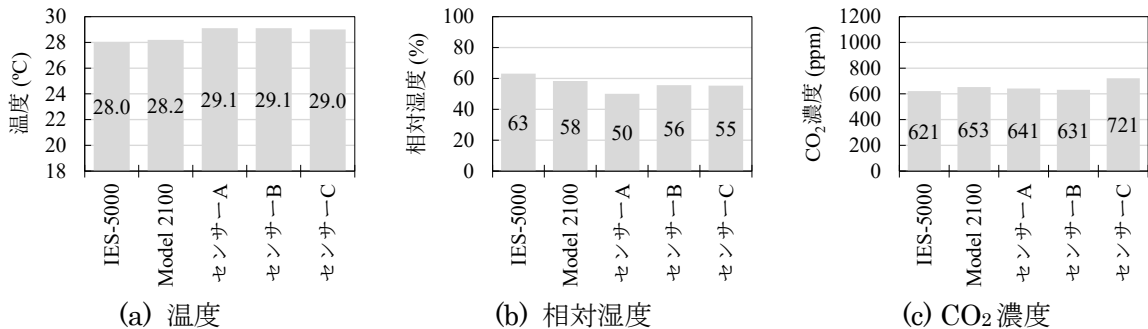 温度 (ºC)
30
28
26
24
22
20
18
28.0
28.2
29.1
29.1
29.0
IES-5000
Model 2100
センサーA
センサーB
センサーC
(a) 温度
相対湿度 (%)
100
80
60
40
20
0
63
58
50
56
55
IES-5000
Model 2100
センサーA
センサーB
センサーC
(b) 相対湿度
CO₂濃度 (ppm)
1200
1000
800
600
400
200
0
621
653
641
631
721
IES-5000
Model 2100
センサーA
センサーB
センサーC
(c) CO₂濃度